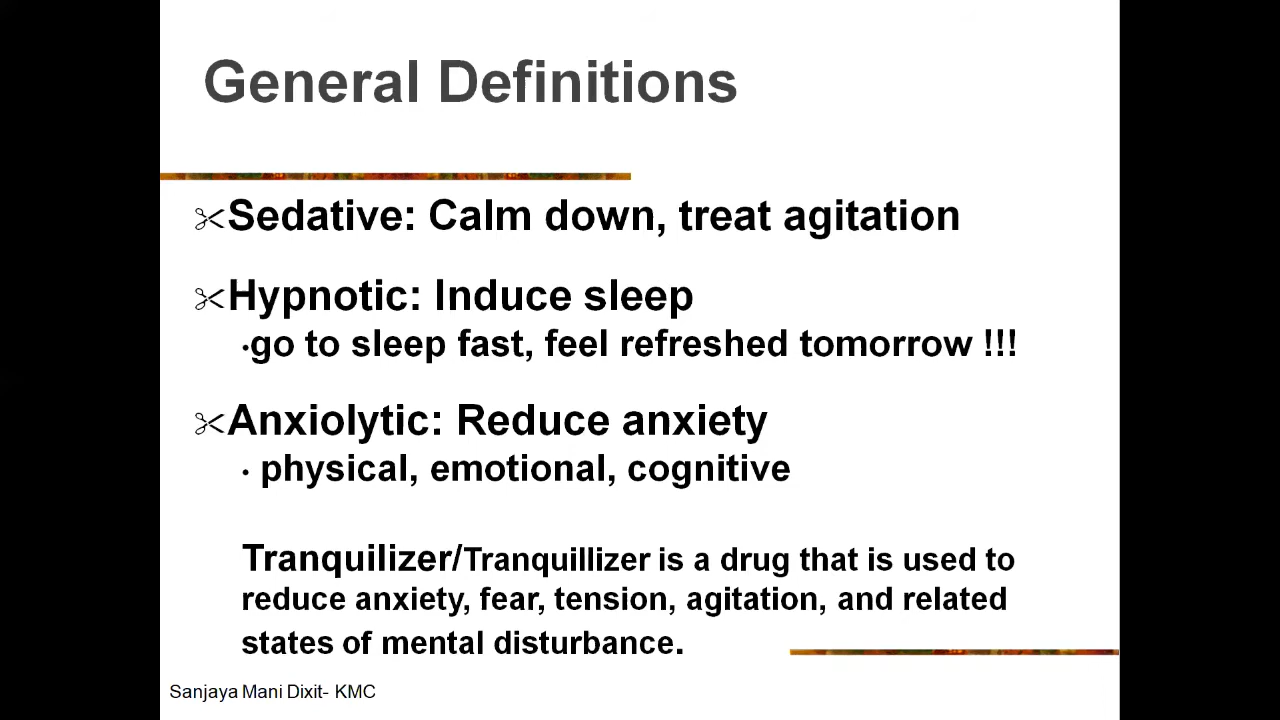 General Definitions
Sedative: Calm down, treat agitation
Hypnotic: Induce sleep
•go to sleep fast, feel refreshed tomorrow !!!
Anxiolytic: Reduce anxiety
• physical, emotional, cognitive
Tranquilizer/Tranquillizer is a drug that is used to
reduce anxiety, fear, tension, agitation, and related
states of mental disturbance.
Sanjaya Mani Dixit- KMC